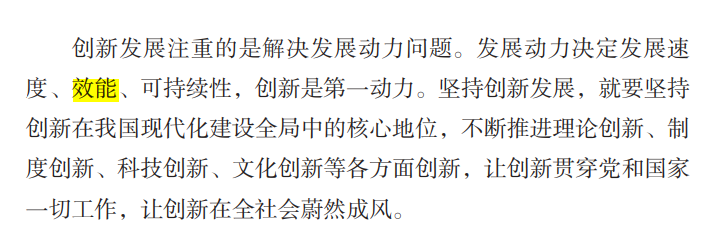 创新发展注重的是解决发展动力问题。发展动力决定发展速
度、效能、可持续性，创新是第一动力。坚持创新发展，就要坚持
创新在我国现代化建设全局中的核心地位，不断推进理论创新、制
度创新、科技创新、文化创新等各方面创新，让创新贯穿党和国家
一切工作，让创新在全社会蔚然成风。